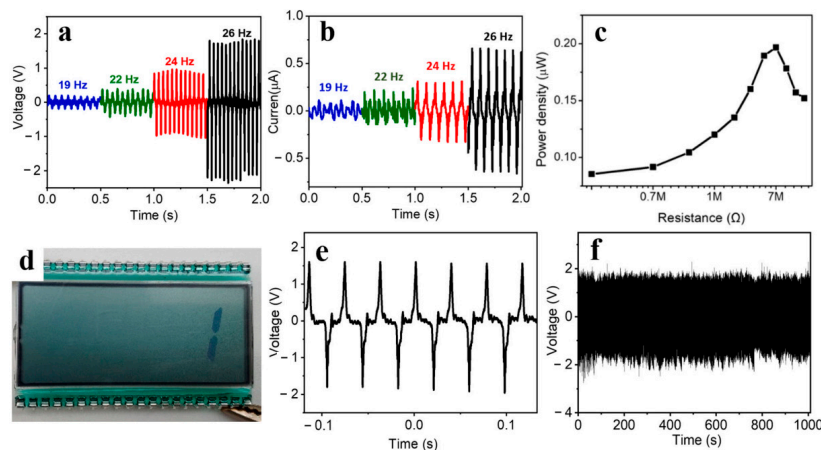 a
19 Hz
22 Hz
24 Hz
26 Hz
Voltage (V)
2
1
0
− 1
− 2
0.0
0.5
1.0
1.5
2.0
Time (s)
b
19 Hz
22 Hz
24 Hz
26 Hz
Curren(μA)
1.0
0.5
0.0
− 0.5
0.0
0.5
1.0
1.5
2.0
Time (s)
c
Power density (μW)
0.20
0.15
0.10
0.7M
1M
7M
Resistance (Ω)
d
1
e
Voltage (V)
2
1
0
− 1
− 2
− 0.1
0.0
0.1
Time (s)
f
Voltage (V)
4
2
0
− 2
− 4
0
200
400
600
800
1000
Time (s)